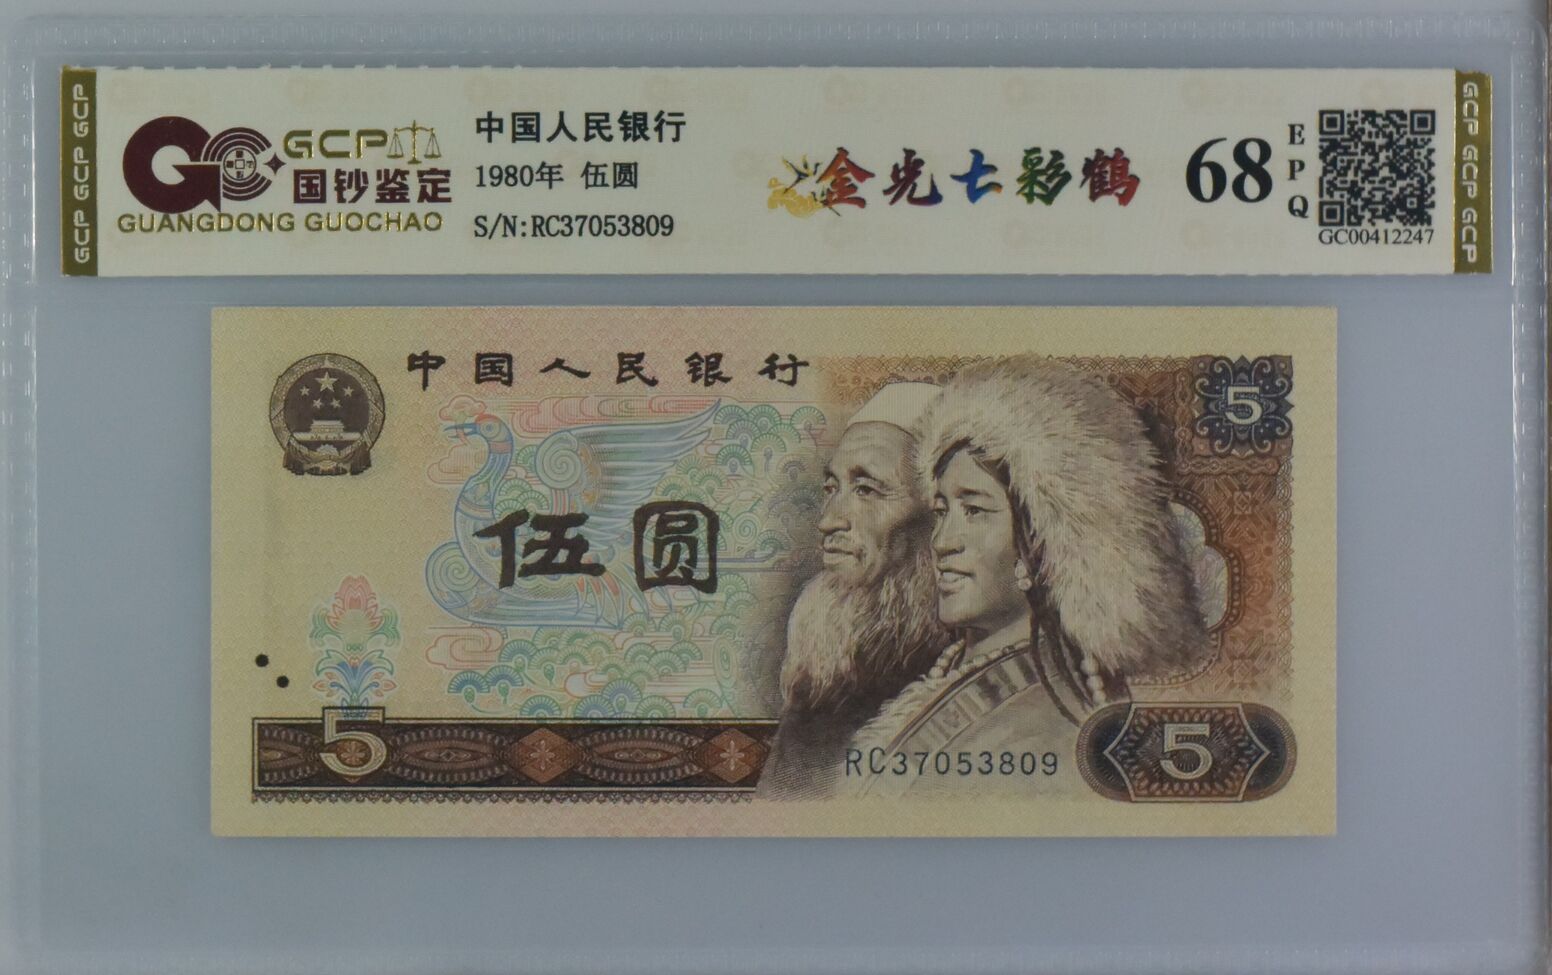 GCP GCP GCP
GCP
国钞鉴定
GUANGDONG GUOCHAO
中国人民银行
1980年 伍圆
S/N:RC37053809
金光七彩鹤
68
EPQ
GC00412247
GCP GCP GCP
中国人民银行
5
伍圆
5
RC37053809
5